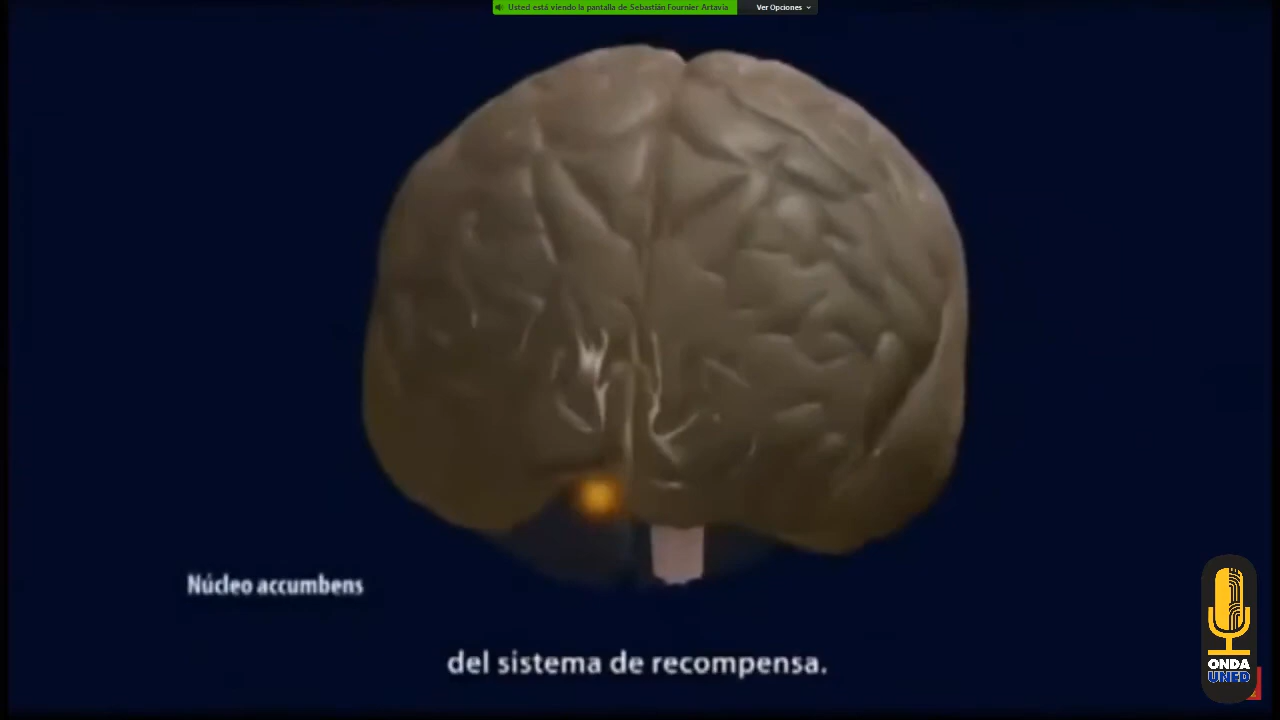 Usted está viendo la pantalla de Sebastián Fournier Artavia
Ver Opciones
Núcleo accumbens
del sistema de recompensa.
ONDA
UNED